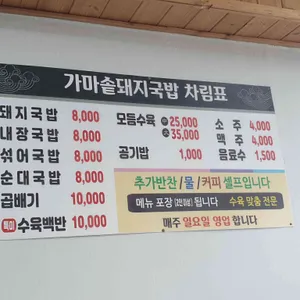 가마솥돼지국밥 차림표
돼지국밥 8,000
내장국밥 8,000
섞어국밥 8,000
순대국밥 8,000
곱배기 10,000
수육백반 10,000
모듬수육 25,000
35,000
공기밥 1,000
소주 4,000
맥주 4,000
음료수 1,500
추가반찬/물/커피 셀프입니다
메뉴 포장 됩니다 수육 맞춤 전문
매주 일요일 영업 합니다